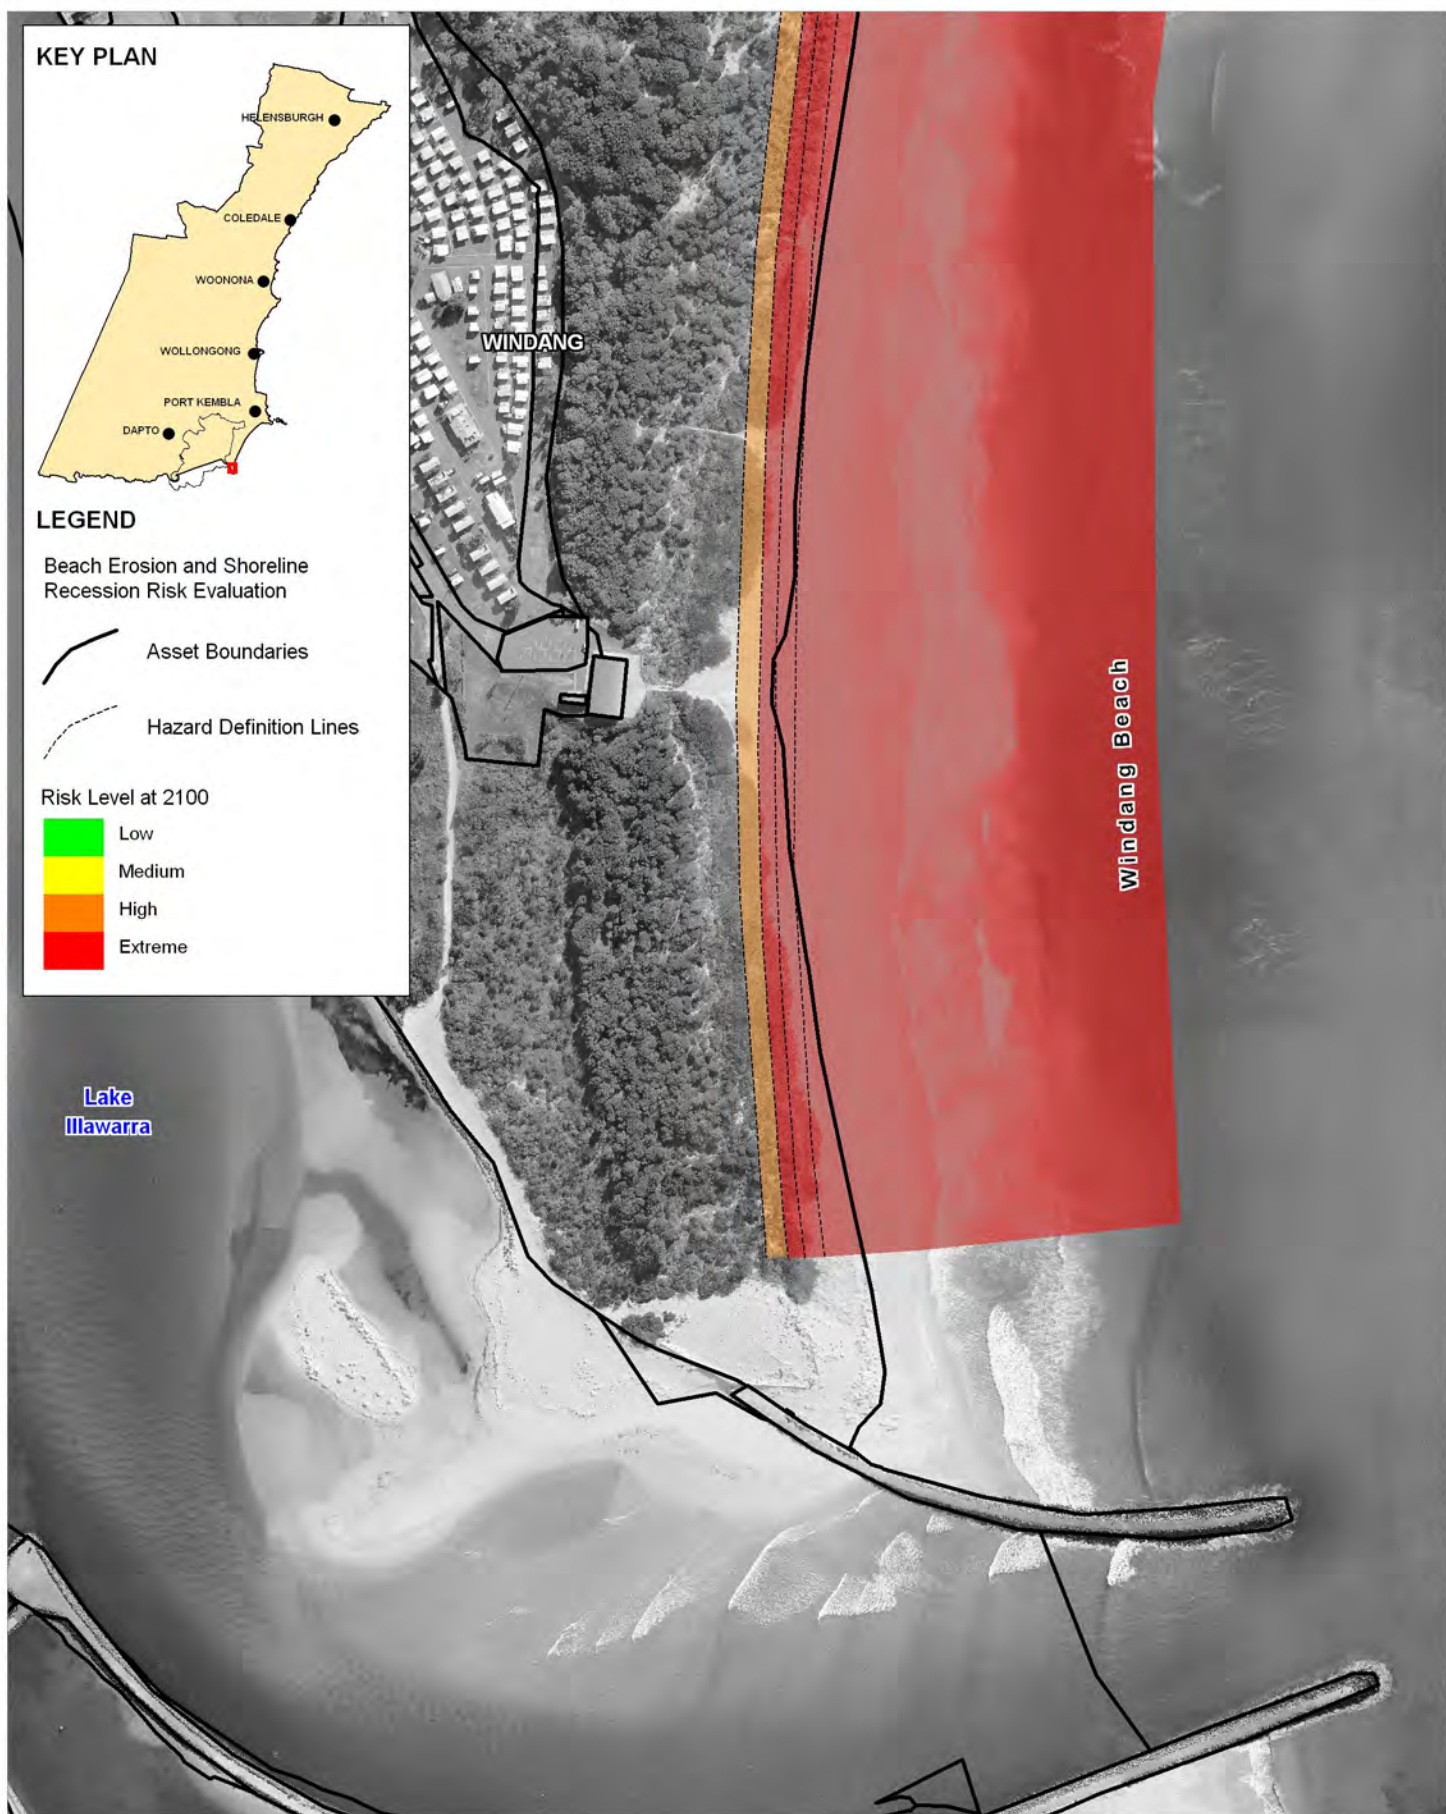 KEY PLAN
HELENSBURGH
COLEDALE
WOONONA
WOLLONGONG
PORT KEMBLA
DAPTO
LEGEND
Beach Erosion and Shoreline
Recession Risk Evaluation
Asset Boundaries
Hazard Definition Lines
Risk Level at 2100
Low
Medium
High
Extreme
WINDANG
Windang Beach
Lake
Illawarra